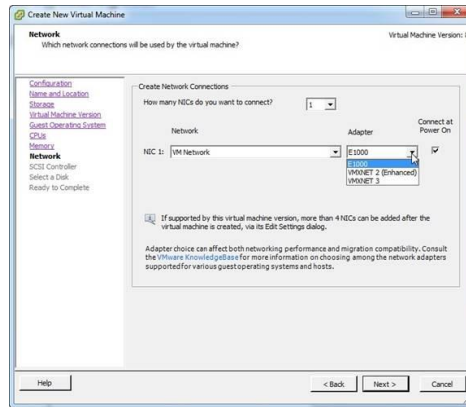 Create New Virtual Machine
Network
Which network connections will be used by the virtual machine?
Virtual Machine Version:
Configuration
Name and Location
Storage
Virtual Machine Version
Guest Operating System
CPUs
Memory
Network
SCSI Controller
Select a Disk
Ready to Complete
Create Network Connections
How many NICs do you want to connect?
1
Network
Adapter
Connect at
Power On
NIC 1:
VM Network
E1000
E1000
VMXNET 2 (Enhanced)
VMXNET 3
If supported by this virtual machine version, more than 4 NICs can be added after the
virtual machine is created, via its Edit Settings dialog.
Adapter choice can affect both networking performance and migration compatibility. Consult
the VMware KnowledgeBase for more information on choosing among the network adapters
supported for various guest operating systems and hosts.
Help
< Back
Next >
Cancel